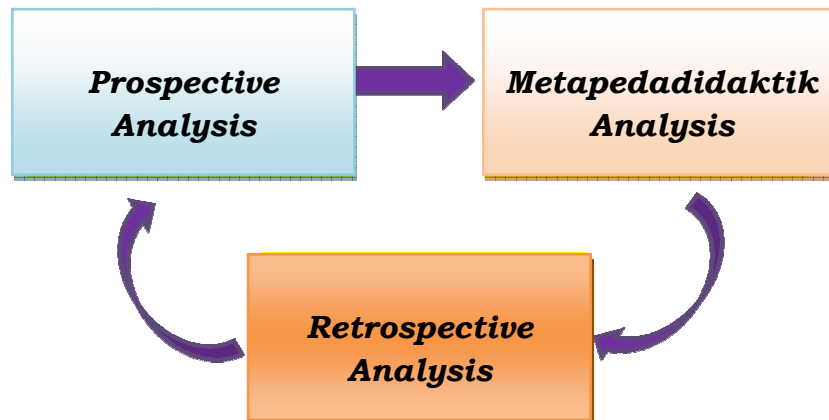 Prospective
Analysis
Metapedadidaktik
Analysis
Retrospective
Analysis